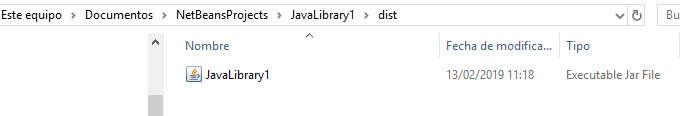 Este equipo > Documentos > NetBeansProjects > JavaLibrary1 > dist Bu
Nombre Fecha de modifica... Tipo
JavaLibrary1 13/02/2019 11:18 Executable Jar File